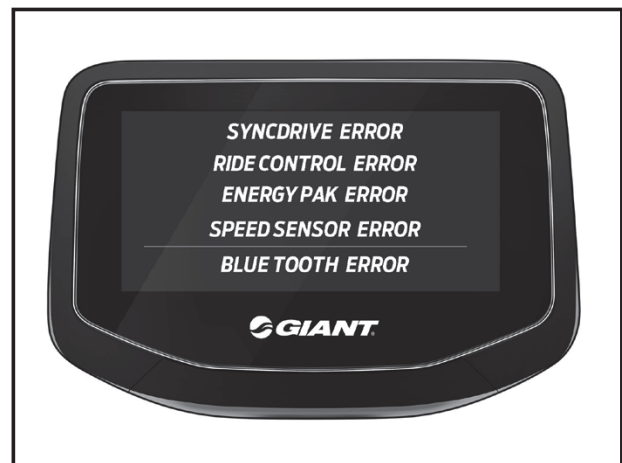 SYNCDRIVE ERROR
RIDE CONTROL ERROR
ENERGY PAK ERROR
SPEED SENSOR ERROR
BLUE TOOTH ERROR
GIANT